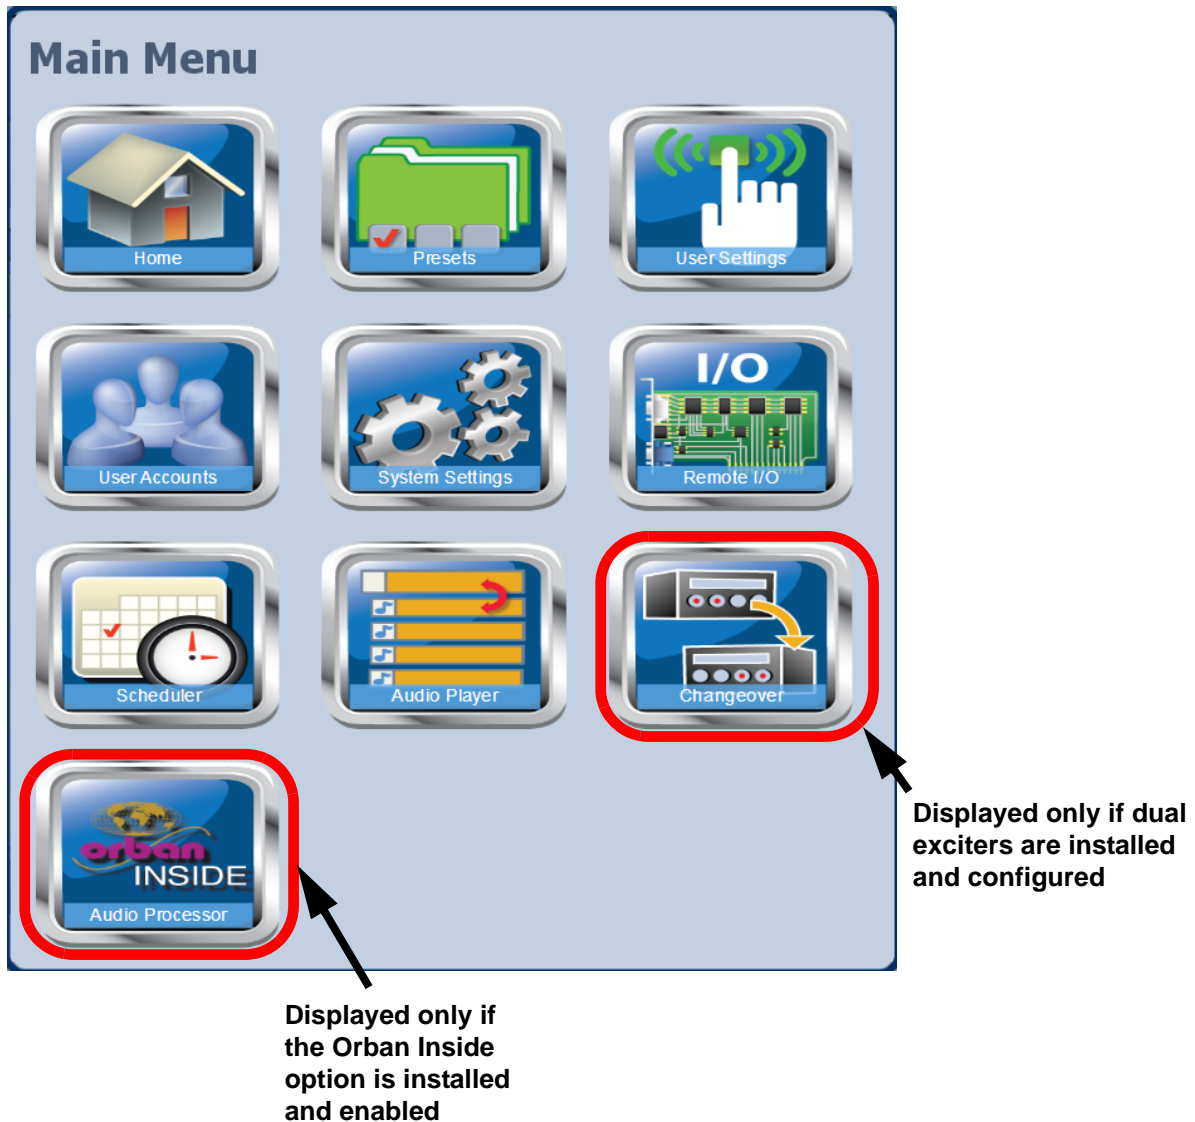 Main Menu
Home
Presets
User Settings
User Accounts
System Settings
I/O
Remote I/O
Scheduler
Audio Player
Changeover
orban
INSIDE
Audio Processor
Displayed only if dual
exciters are installed
and configured
Displayed only if
the Orban Inside
option is installed
and enabled